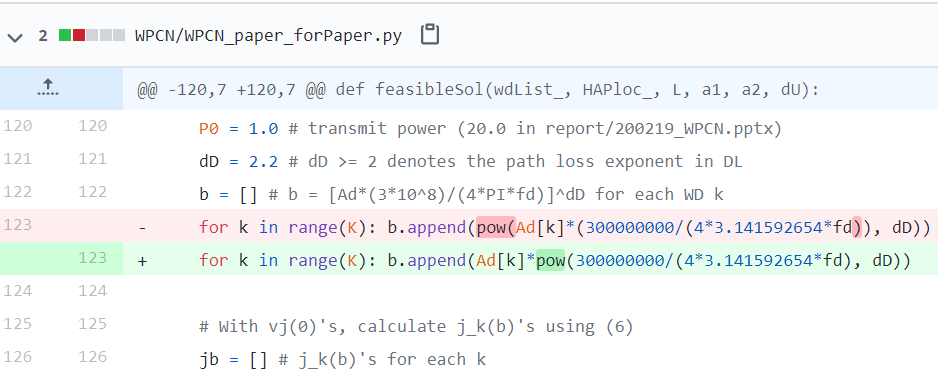 2 WPCN/WPCN_paper_forPaper.py
@@ -120,7 +120,7 @@ def feasibleSol(wdList_, HAPloc_, L, a1, a2, dU):
120 120 P0 = 1.0 # transmit power (20.0 in report/200219_WPCN.pptx)
121 121 dD = 2.2 # dD >= 2 denotes the path loss exponent in DL
122 122 b = [] # b = [Ad*(3*10^8)/(4*PI*fd)]^dD for each WD k
123 - for k in range(K): b.append(pow(Ad[k]*(300000000/(4*3.141592654*fd)), dD))
123 + for k in range(K): b.append(Ad[k]*pow(300000000/(4*3.141592654*fd), dD))
124 124
125 125 # With vj(0)'s, calculate j_k(b)'s using (6)
126 126 jb = [] # j_k(b)'s for each k